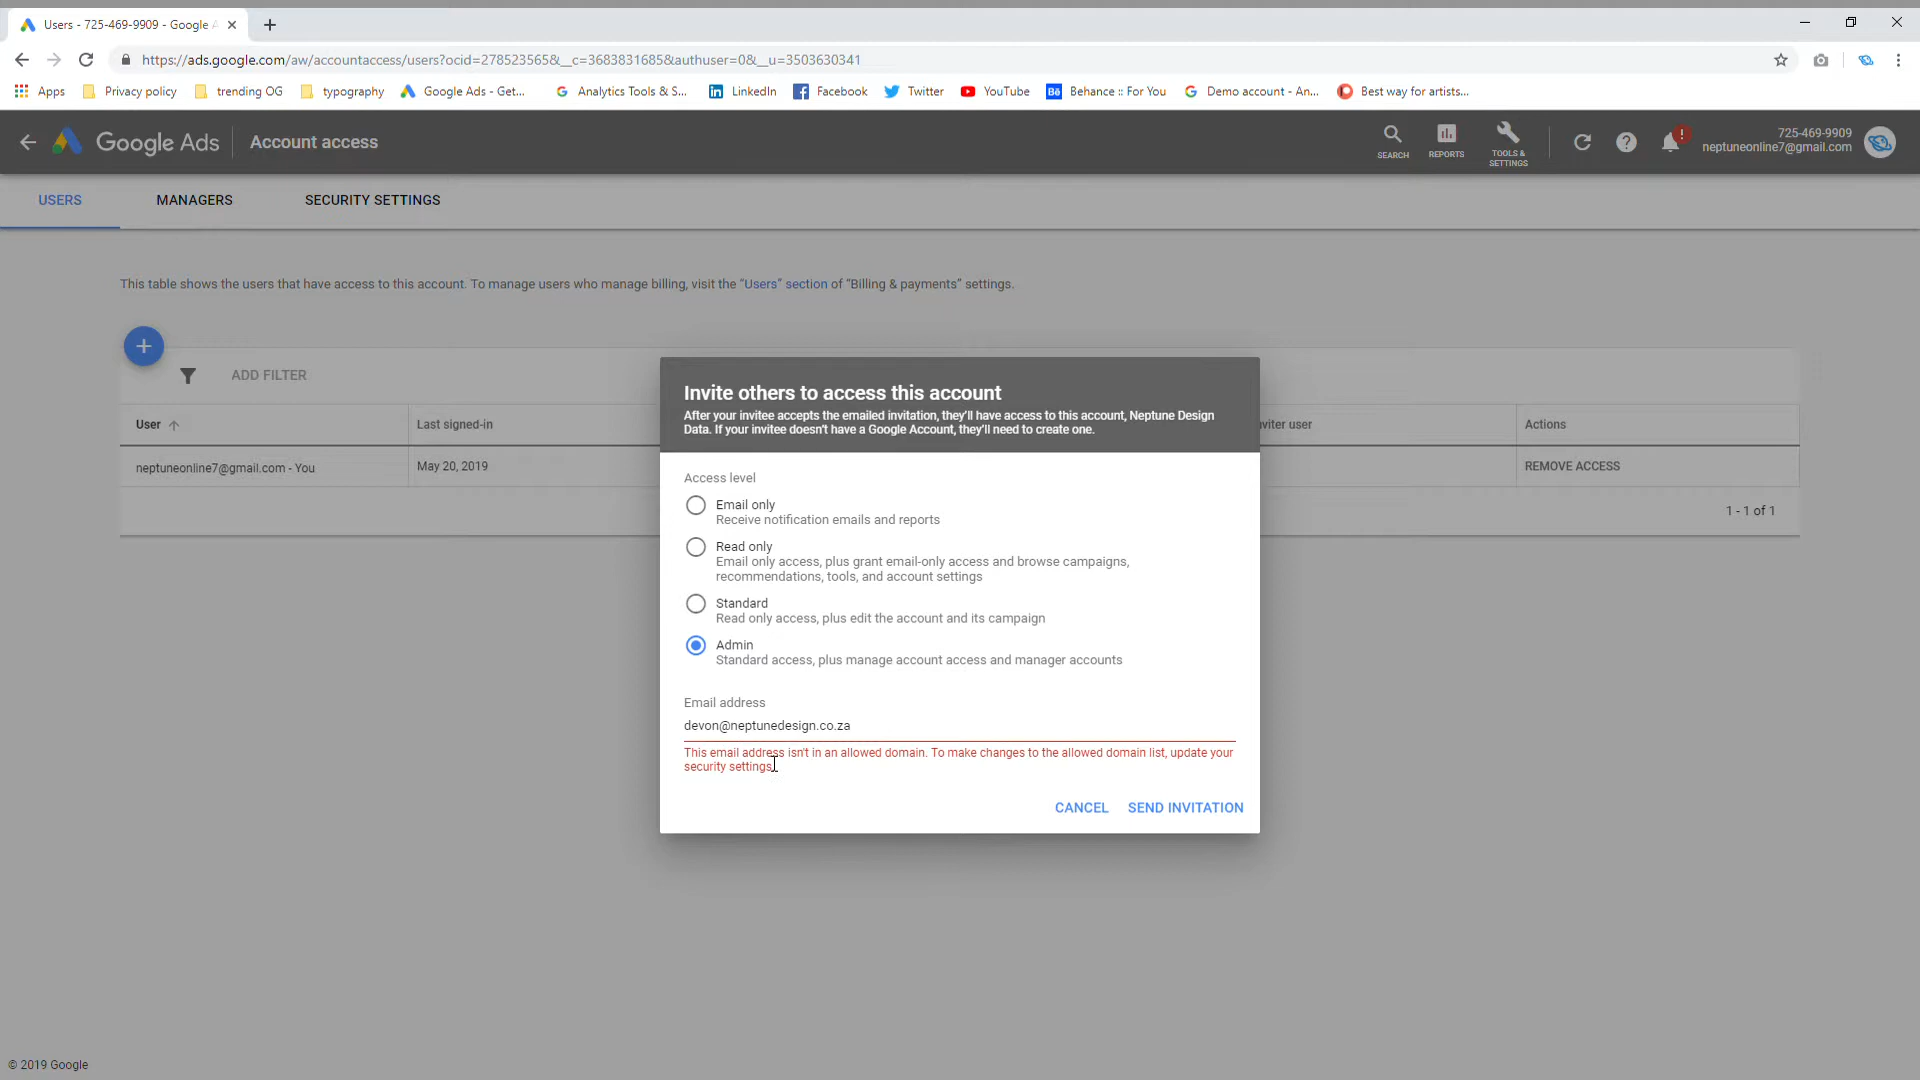 Users - 725-469-9909 - Google A
https://ads.google.com/aw/accountaccess/users?ocid=278523565&__c=3683831685&authuser=0&__u=3503630341
Apps
Privacy policy
trending OG
typography
Google Ads - Get...
Analytics Tools & S...
LinkedIn
Facebook
Twitter
YouTube
Bē
Behance :: For You
Demo account - An...
Best way for artists...
Google Ads
Account access
SEARCH
REPORTS
TOOLS &
SETTINGS
725-469-9909
neptuneonline7@gmail.com
USERS
MANAGERS
SECURITY SETTINGS
This table shows the users that have access to this account. To manage users who manage billing, visit the "Users" section of "Billing & payments" settings.
ADD FILTER
User
Last signed-in
viter user
Actions
neptuneonline7@gmail.com - You
May 20, 2019
REMOVE ACCESS
1 - 1 of 1
Invite others to access this account
After your invitee accepts the emailed invitation, they'll have access to this account, Neptune Design
Data. If your invitee doesn't have a Google Account, they'll need to create one.
Access level
Email only
Receive notification emails and reports
Read only
Email only access, plus grant email-only access and browse campaigns,
recommendations, tools, and account settings
Standard
Read only access, plus edit the account and its campaign
Admin
Standard access, plus manage account access and manager accounts
Email address
devon@neptunedesign.co.za
This email address isn't in an allowed domain. To make changes to the allowed domain list, update your
security settings.
CANCEL
SEND INVITATION
© 2019 Google